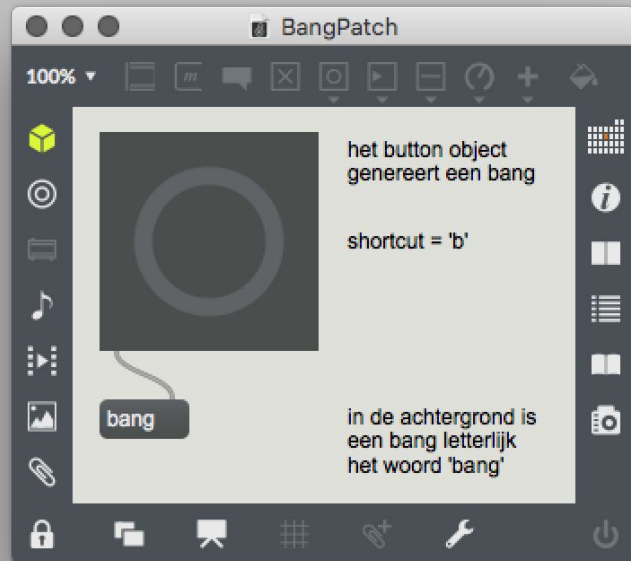 BangPatch
100%
het button object
genereert een bang
shortcut = 'b'
bang
in de achtergrond is
een bang letterlijk
het woord 'bang'